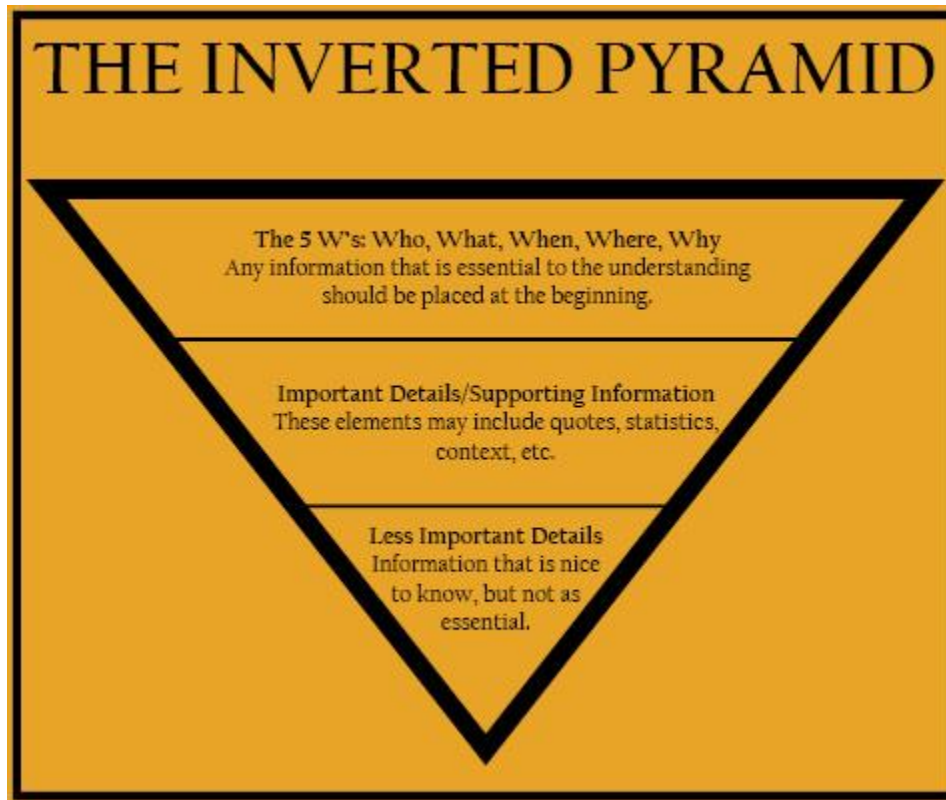 THE INVERTED PYRAMID
The 5 W's: Who, What, When, Where, Why
Any information that is essential to the understanding
should be placed at the beginning.
Important Details/Supporting Information
These elements may include quotes, statistics,
context, etc.
Less Important Details
Information that is nice
to know, but not as
essential.